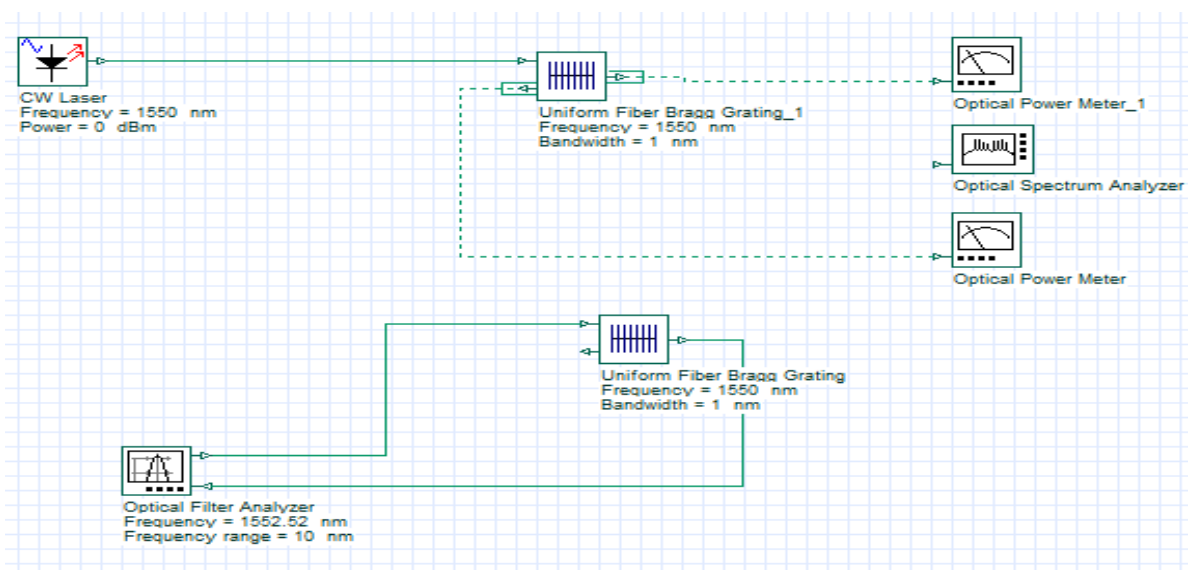 CW Laser
Frequency = 1550 nm
Power = 0 dBm
Uniform Fiber Bragg Grating_1
Frequency = 1550 nm
Bandwidth = 1 nm
Optical Power Meter_1
Optical Spectrum Analyzer
Optical Power Meter
Uniform Fiber Bragg Grating
Frequency = 1550 nm
Bandwidth = 1 nm
Optical Filter Analyzer
Frequency = 1552.52 nm
Frequency range = 10 nm